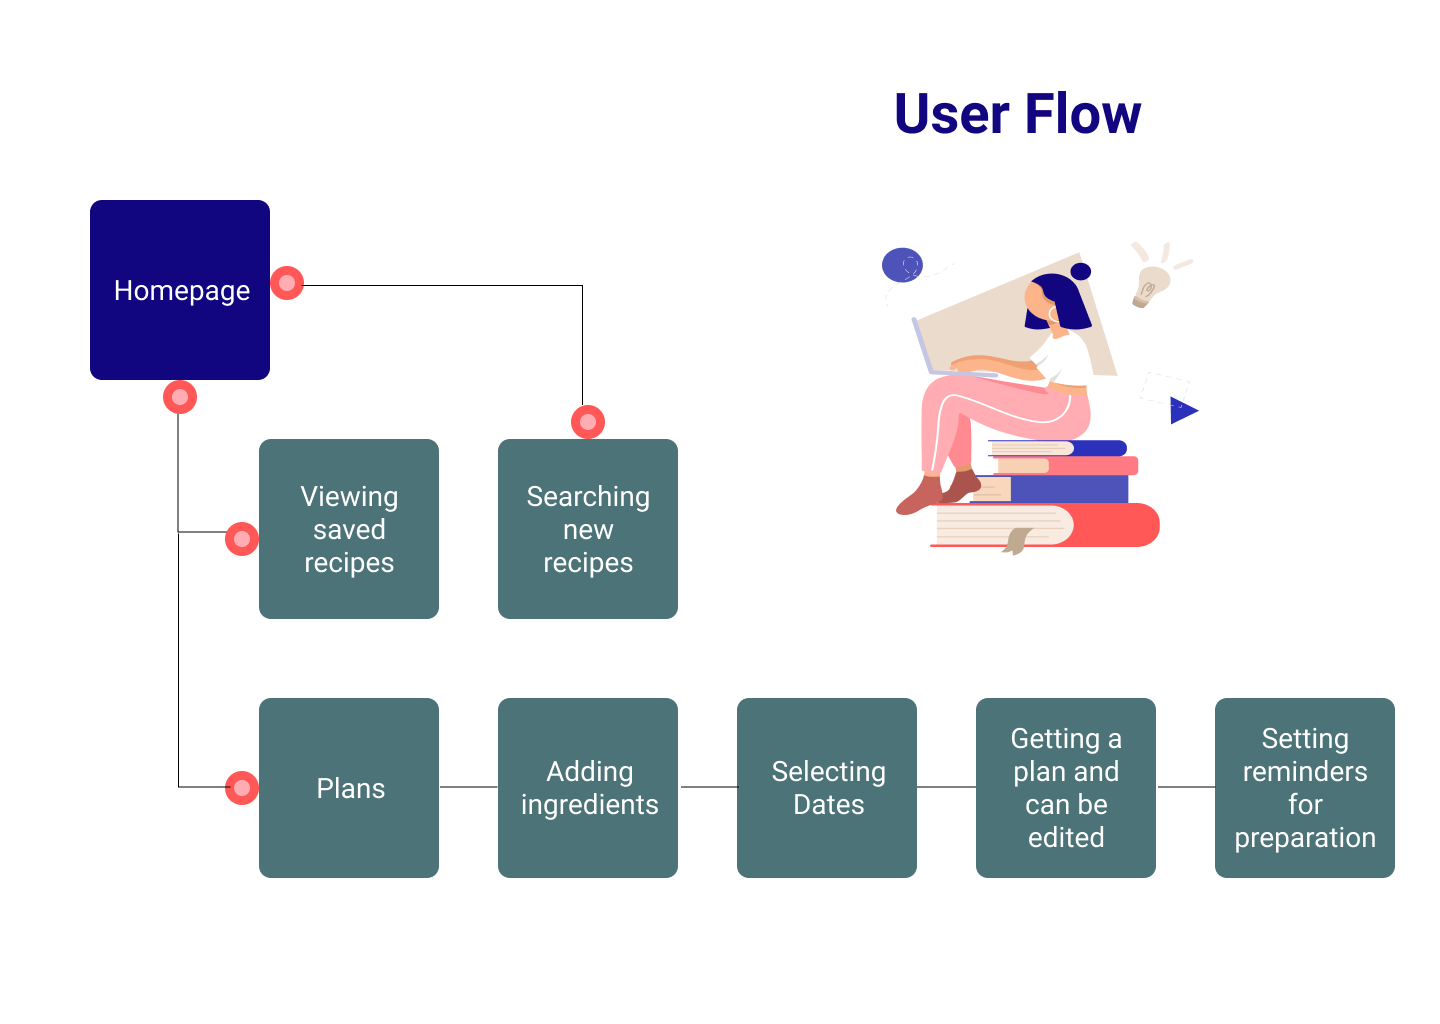 User Flow
Homepage
Viewing
saved
recipes
Searching
new
recipes
Plans
Adding
ingredients
Selecting
Dates
Getting a
plan and
can be
edited
Setting
reminders
for
preparation